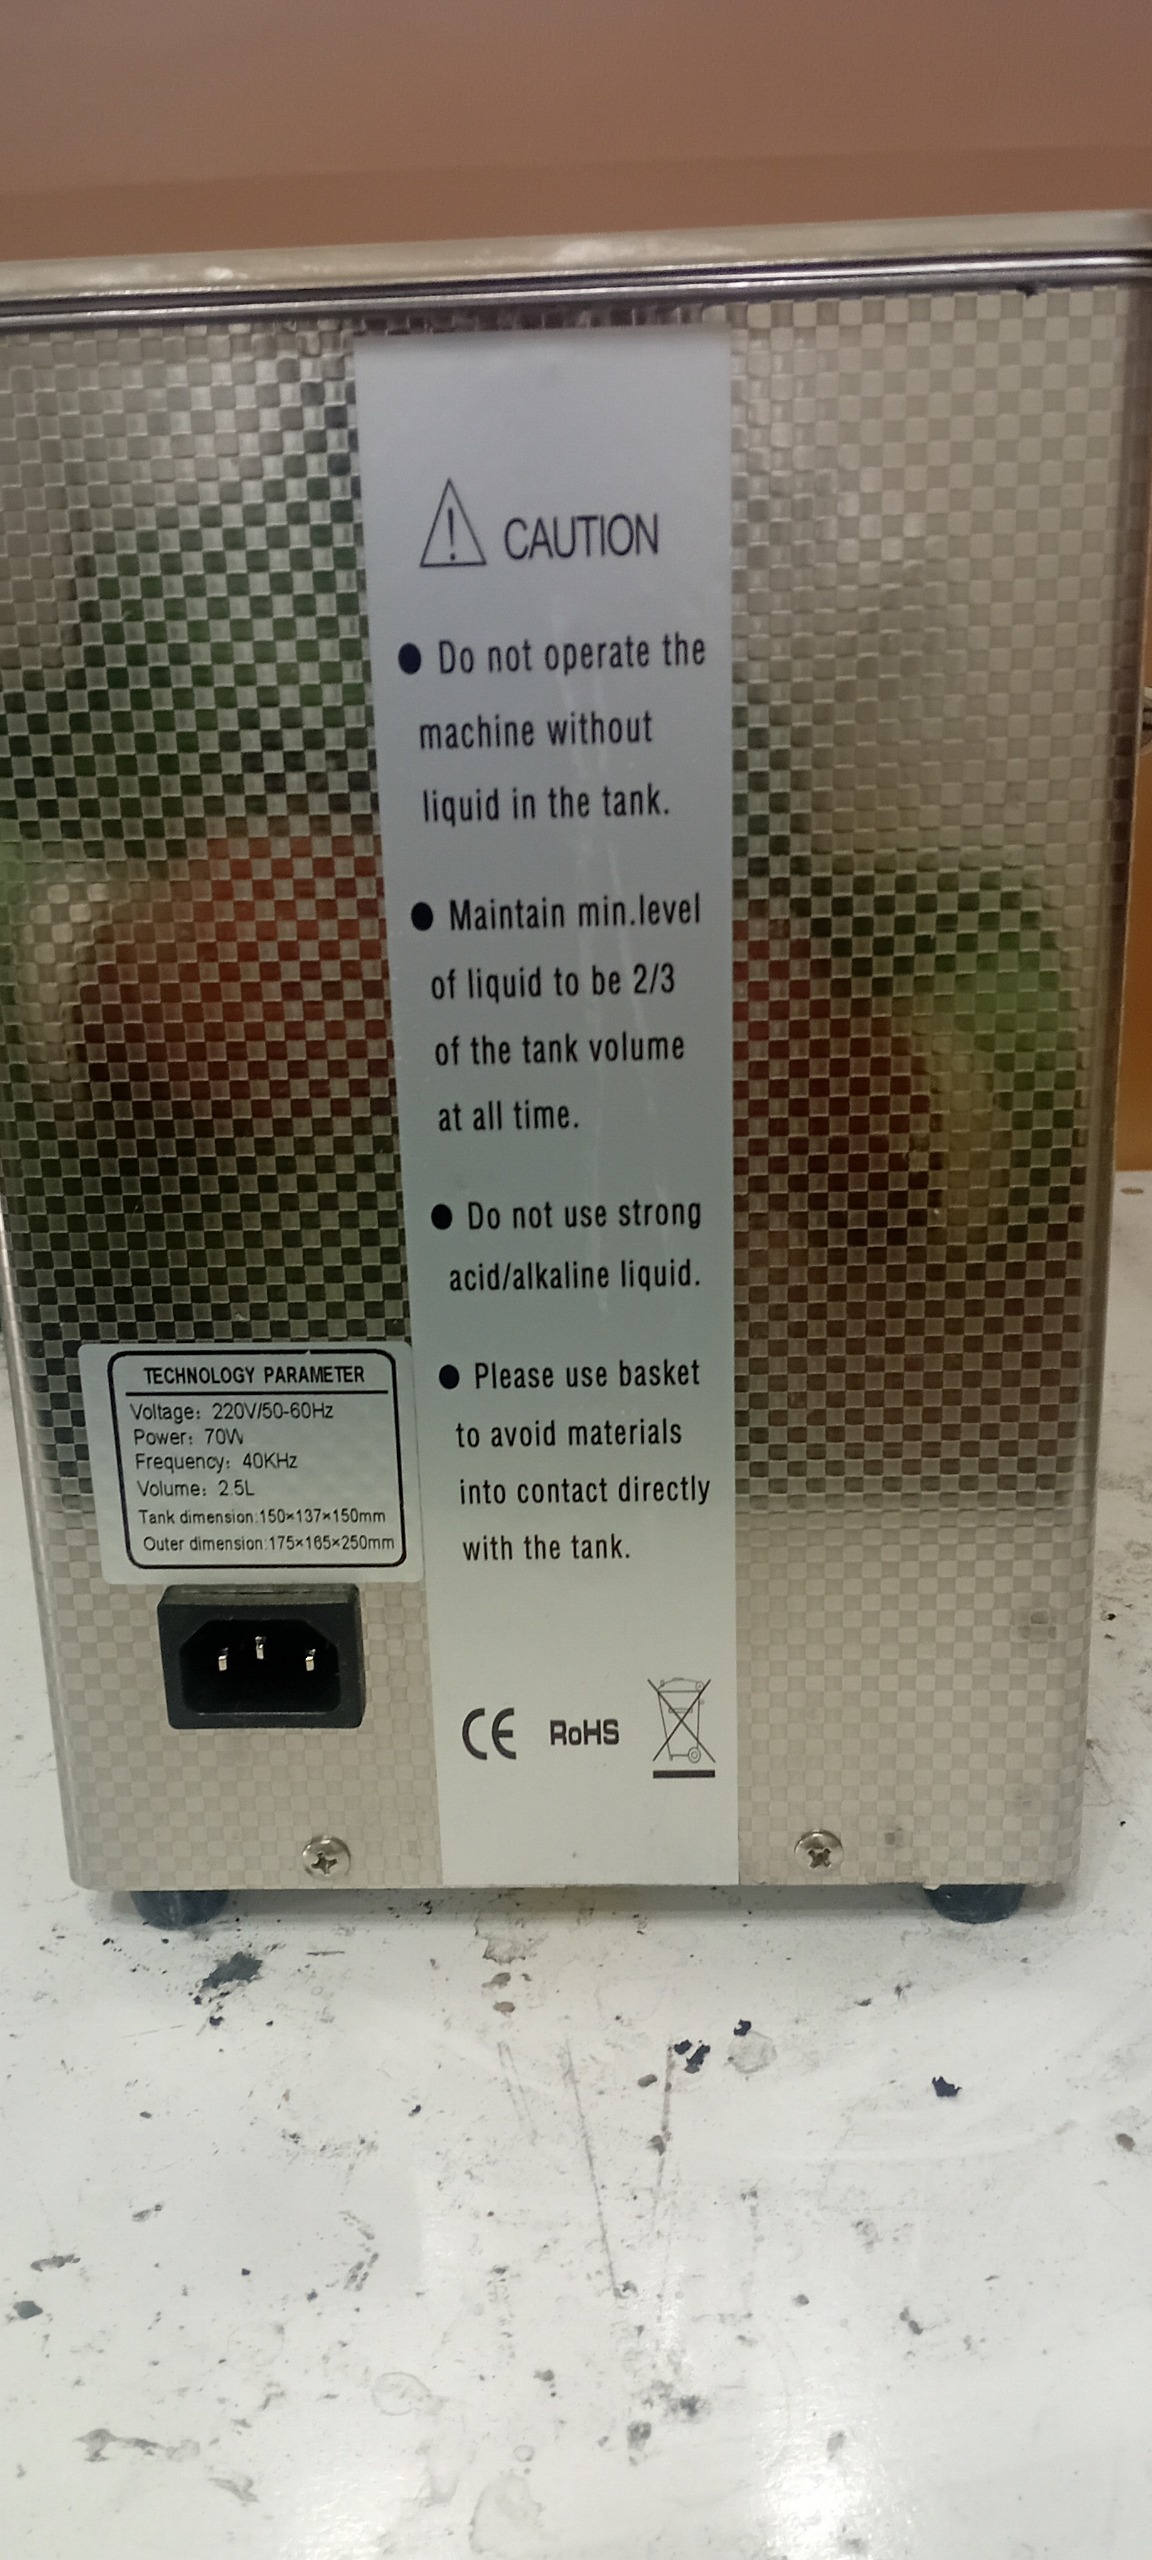 CAUTION
● Do not operate the
machine without
liquid in the tank.
● Maintain min.level
of liquid to be 2/3
of the tank volume
at all time.
● Do not use strong
acid/alkaline liquid.
● Please use basket
to avoid materials
into contact directly
with the tank.
TECHNOLOGY PARAMETER
Voltage: 220V/50-60Hz
Power: 70W
Frequency: 40KHz
Volume: 2.5L
Tank dimension:150×137×150mm
Outer dimension:175×165×250mm
CE RoHS